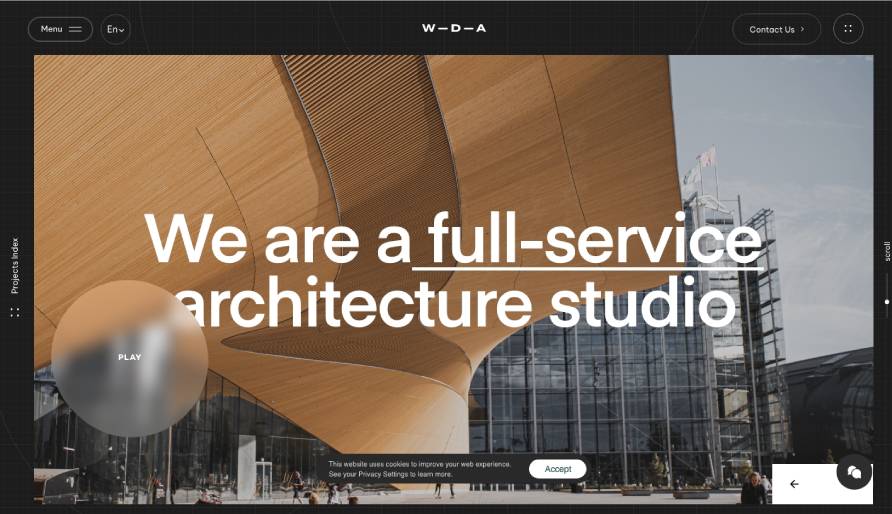 Menu
En
W—D—A
Contact Us
We are a full-service
architecture studio
Projects Index
scroll
PLAY
This website uses cookies to improve your web experience.
See your Privacy Settings to learn more.
Accept